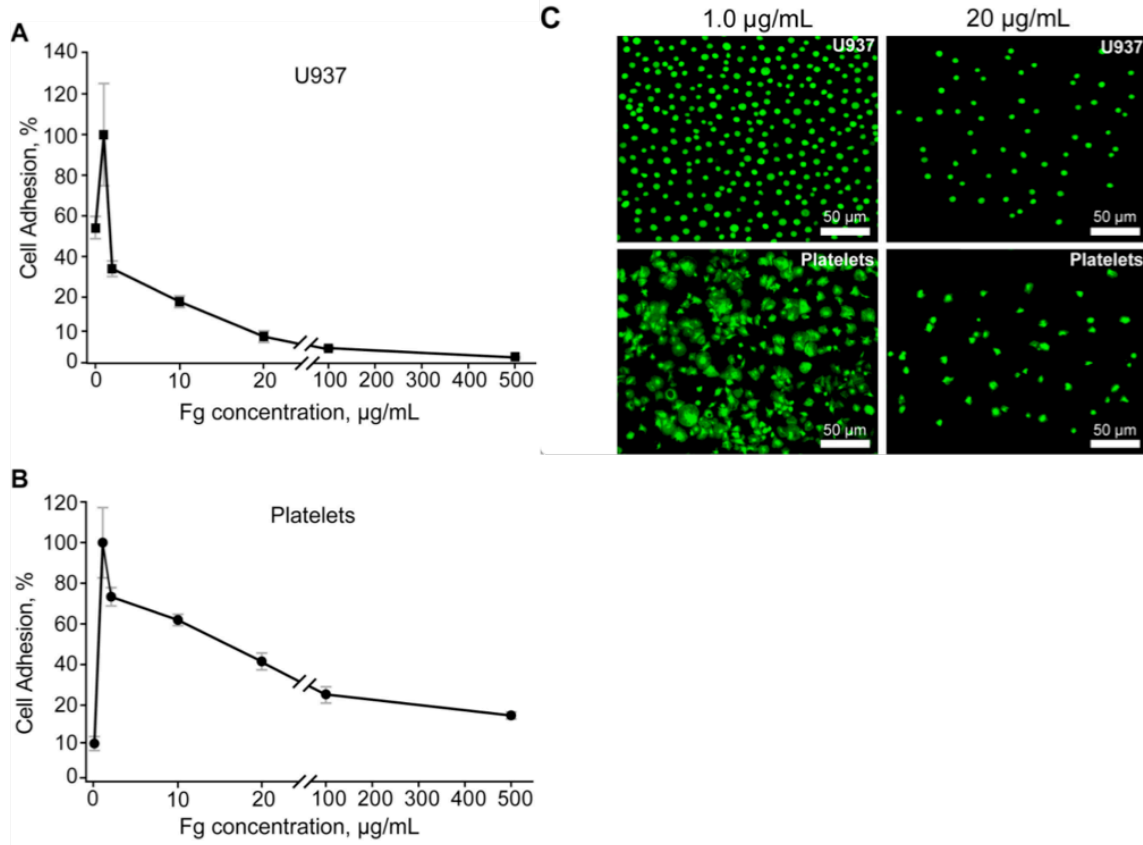 A
U937
Cell Adhesion, %
140
120
100
80
60
40
20
10
0
0 10 20 100 200 300 400 500
Fg concentration, µg/mL
B
Platelets
Cell Adhesion, %
120
100
80
60
40
20
10
0
0 10 20 100 200 300 400 500
Fg concentration, µg/mL
C
1.0 µg/mL 20 µg/mL
U937 U937
50 µm 50 µm
Platelets Platelets
50 µm 50 µm